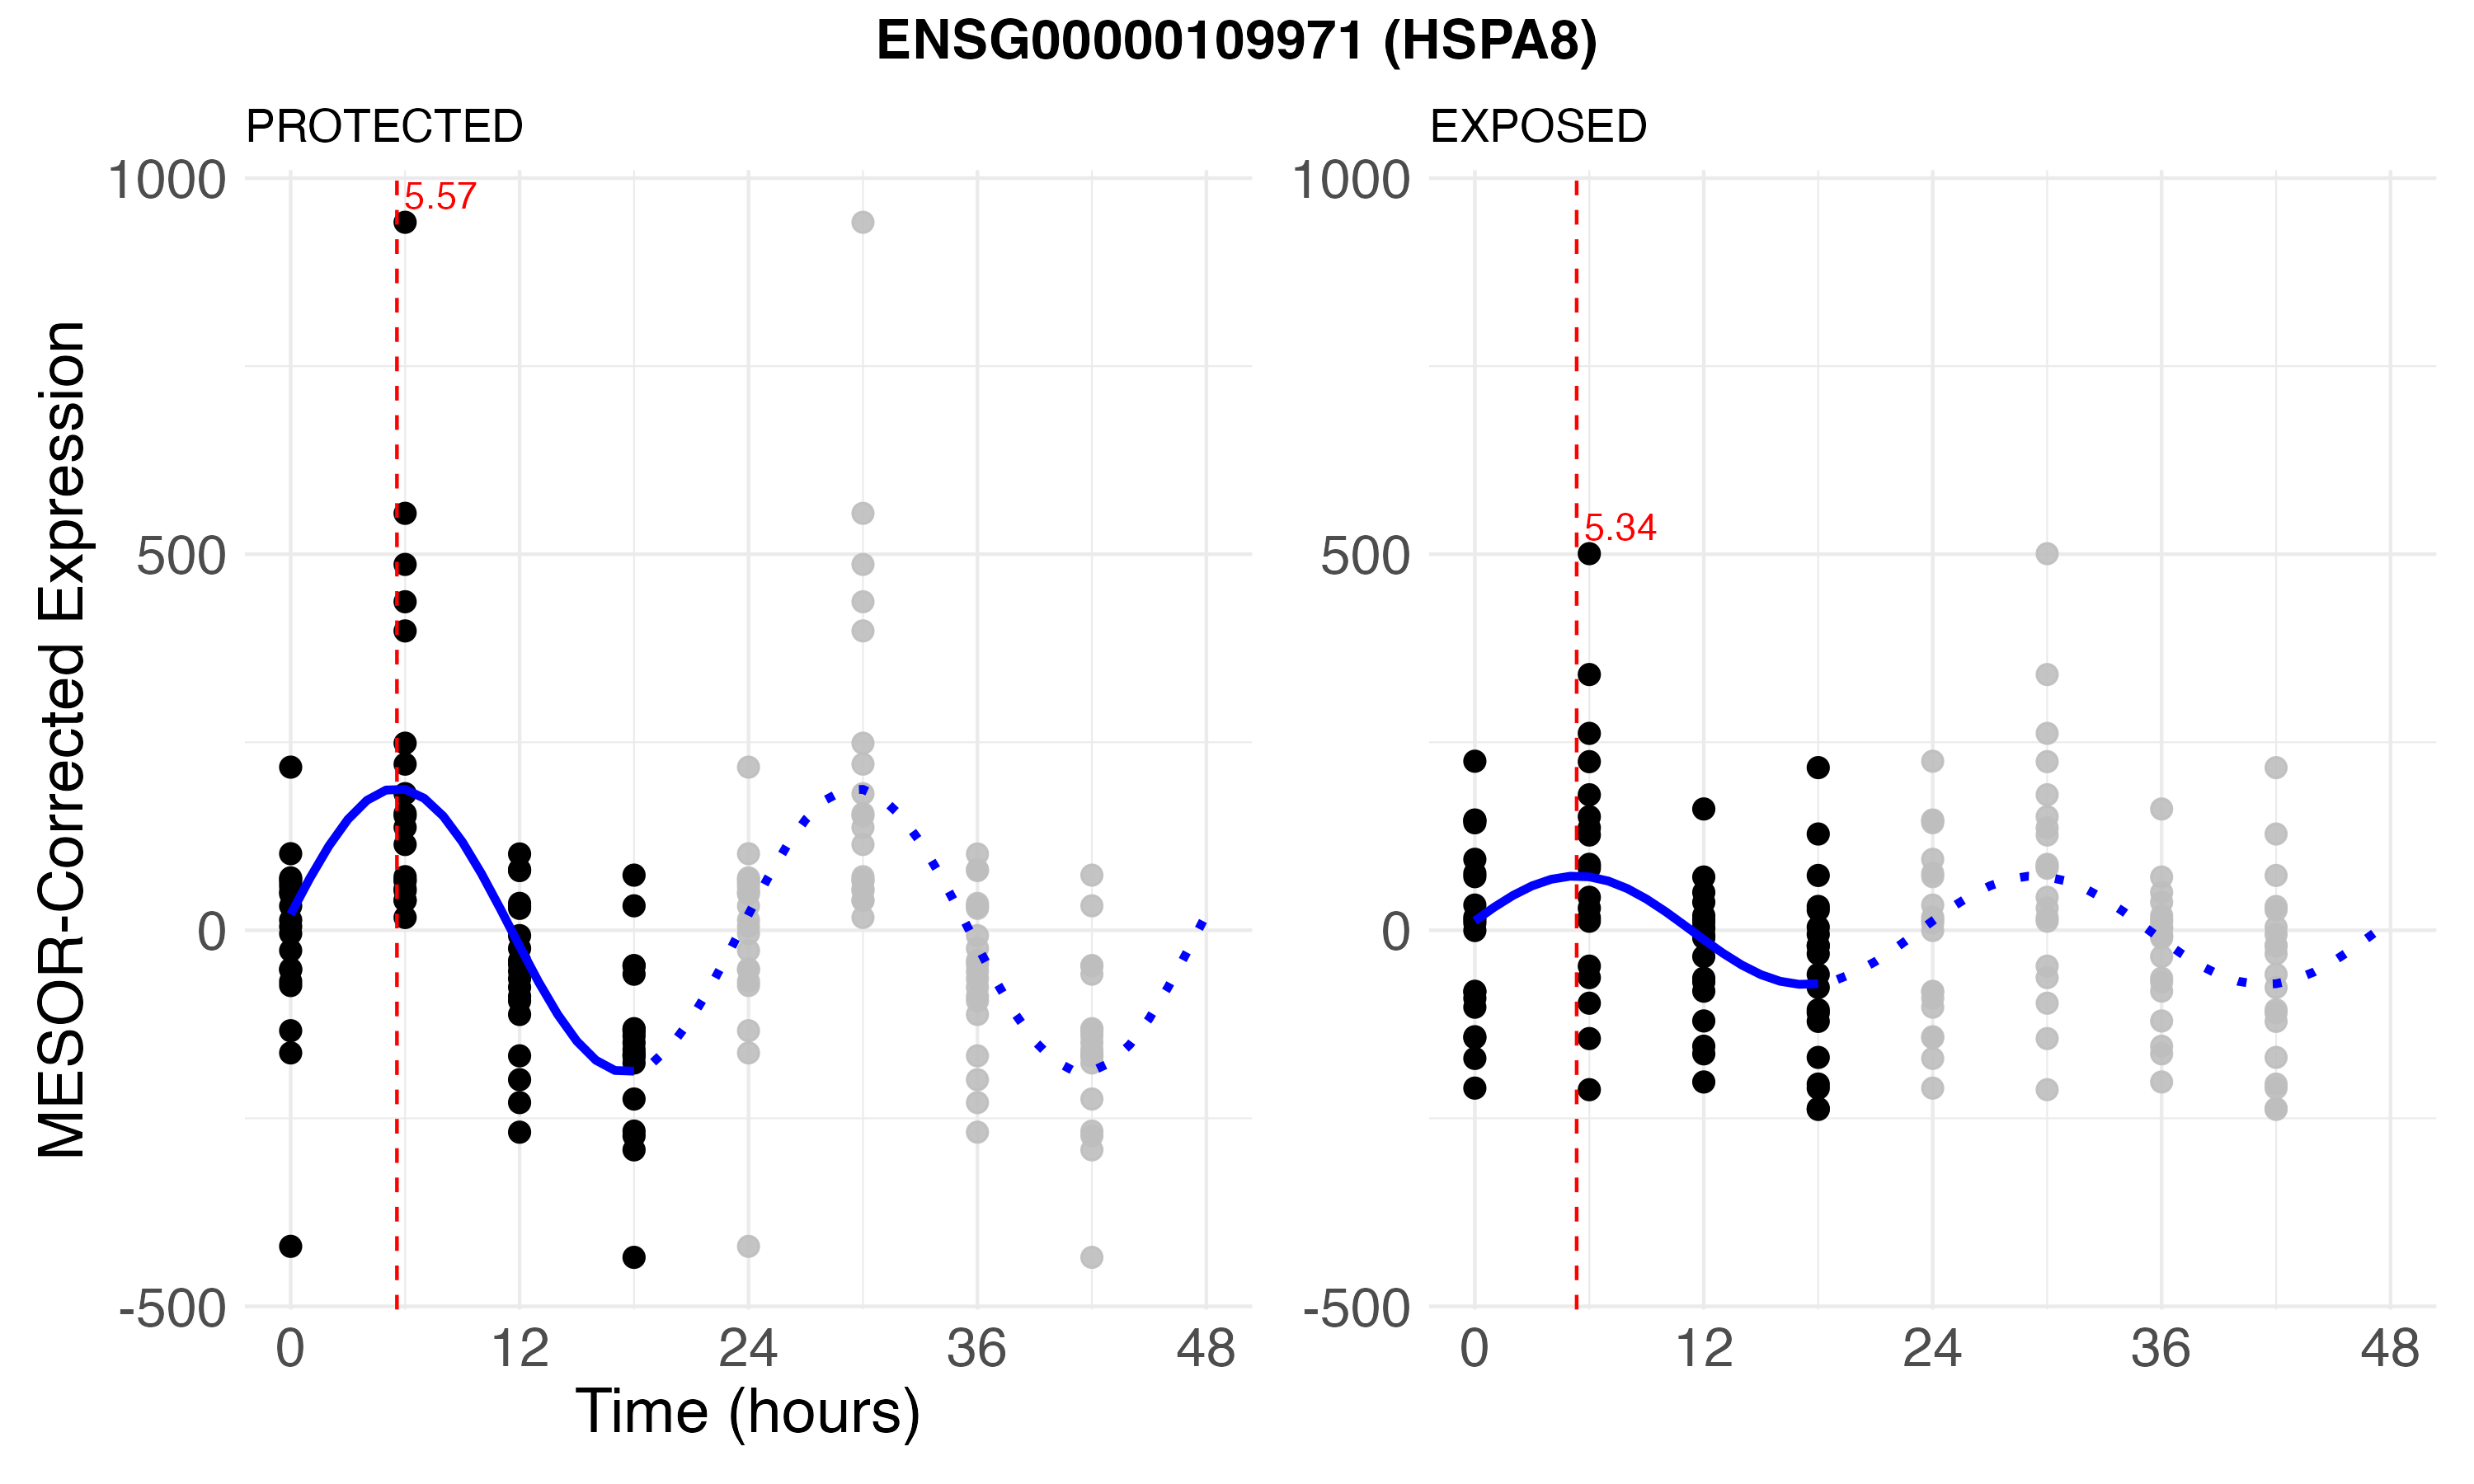 ENSG00000109971 (HSPA8)
PROTECTED
EXPOSED
MESOR-Corrected Expression
1000
500
0
-500
5.57
0 12 24 36 48
Time (hours)
1000
500
0
-500
5.34
0 12 24 36 48